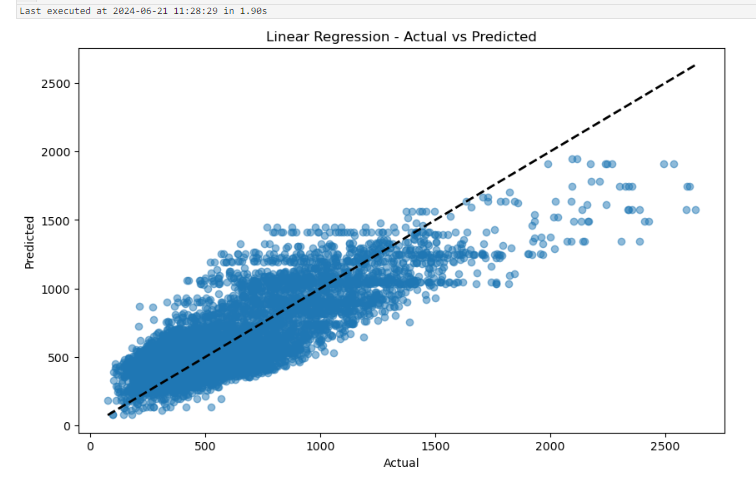 Last executed at 2024-06-21 11:28:29 in 1.90s
Linear Regression - Actual vs Predicted
2500
2000
1500
1000
500
0
Predicted
0 500 1000 1500 2000 2500
Actual